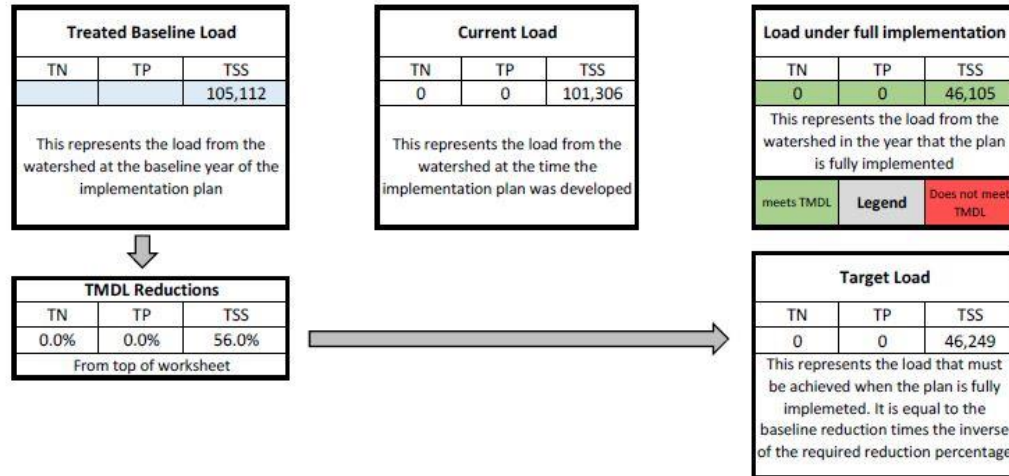 Treated Baseline Load
TN TP TSS
105,112
This represents the load from the
watershed at the baseline year of the
implementation plan
Current Load
TN TP TSS
0 0 101,306
This represents the load from the
watershed at the time the
implementation plan was developed
Load under full implementation
TN TP TSS
0 0 46,105
This represents the load from the
watershed in the year that the plan
is fully implemented
meets TMDL Legend Does not meet
TMDL
TMDL Reductions
TN TP TSS
0.0% 0.0% 56.0%
From top of worksheet
Target Load
TN TP TSS
0 0 46,249
This represents the load that must
be achieved when the plan is fully
implemeted. It is equal to the
baseline reduction times the inverse
of the required reduction percentage